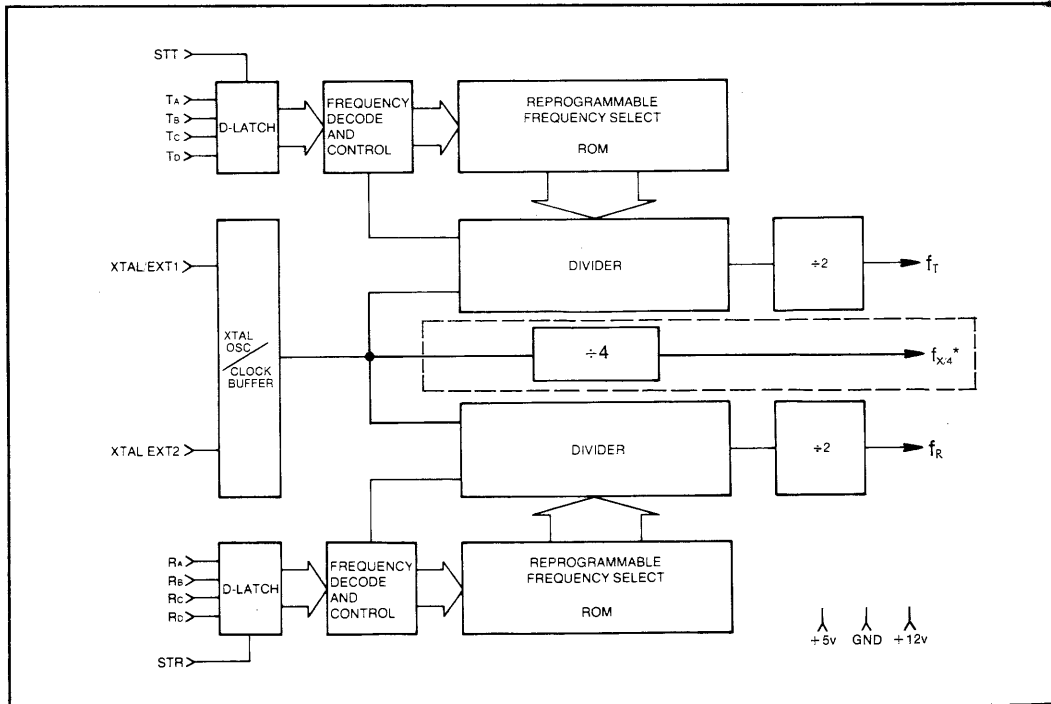 STT
TA
TB
TC
TD
D-LATCH
FREQUENCY
DECODE
AND
CONTROL
REPROGRAMMABLE
FREQUENCY SELECT
ROM
XTAL/EXT1
XTAL
OSC
CLOCK
BUFFER
DIVIDER
÷2
fT
÷4
fX/4*
XTAL EXT2
DIVIDER
÷2
fR
RA
RB
RC
RD
D-LATCH
FREQUENCY
DECODE
AND
CONTROL
REPROGRAMMABLE
FREQUENCY SELECT
ROM
STR
+5v GND +12v